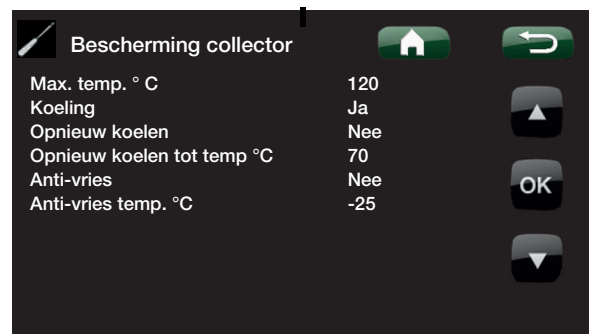 Bescherming collector
Max. temp. ° C 120
Koeling Ja
Opnieuw koelen Nee
Opnieuw koelen tot temp °C 70
Anti-vries Nee
Anti-vries temp. °C -25
OK